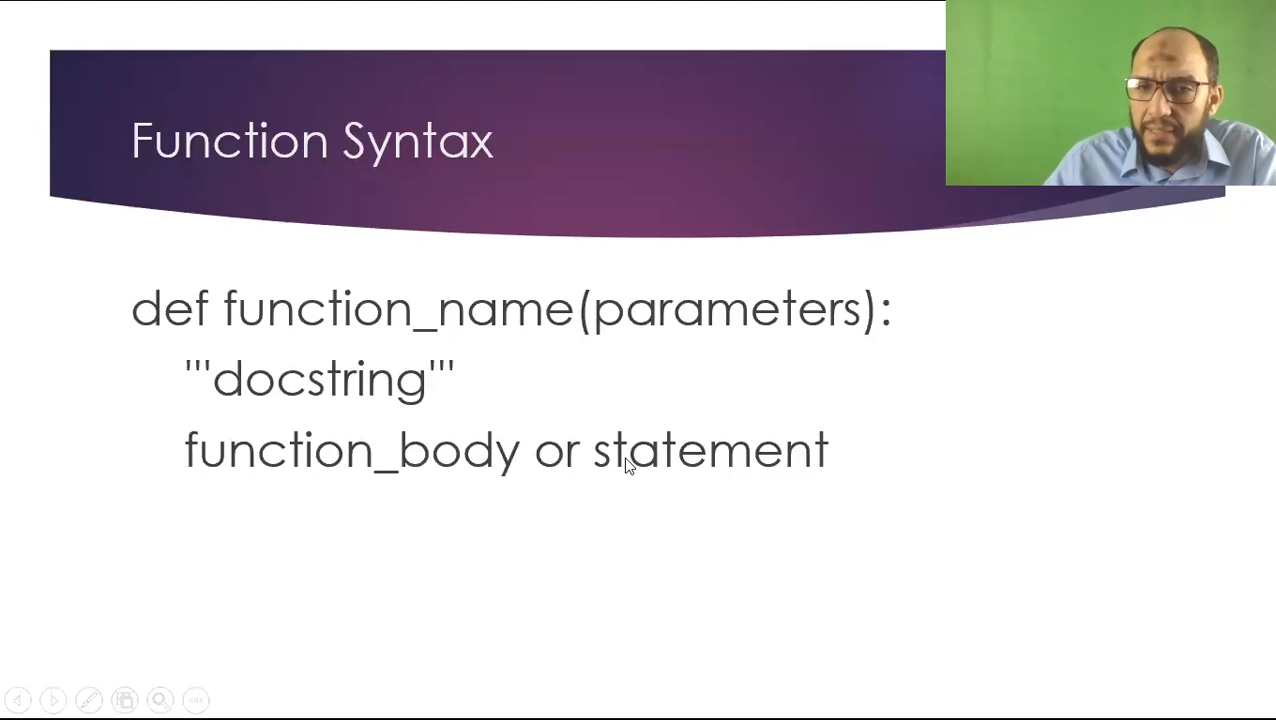 Function Syntax
def function_name(parameters):
'''docstring'''
function_body or statement